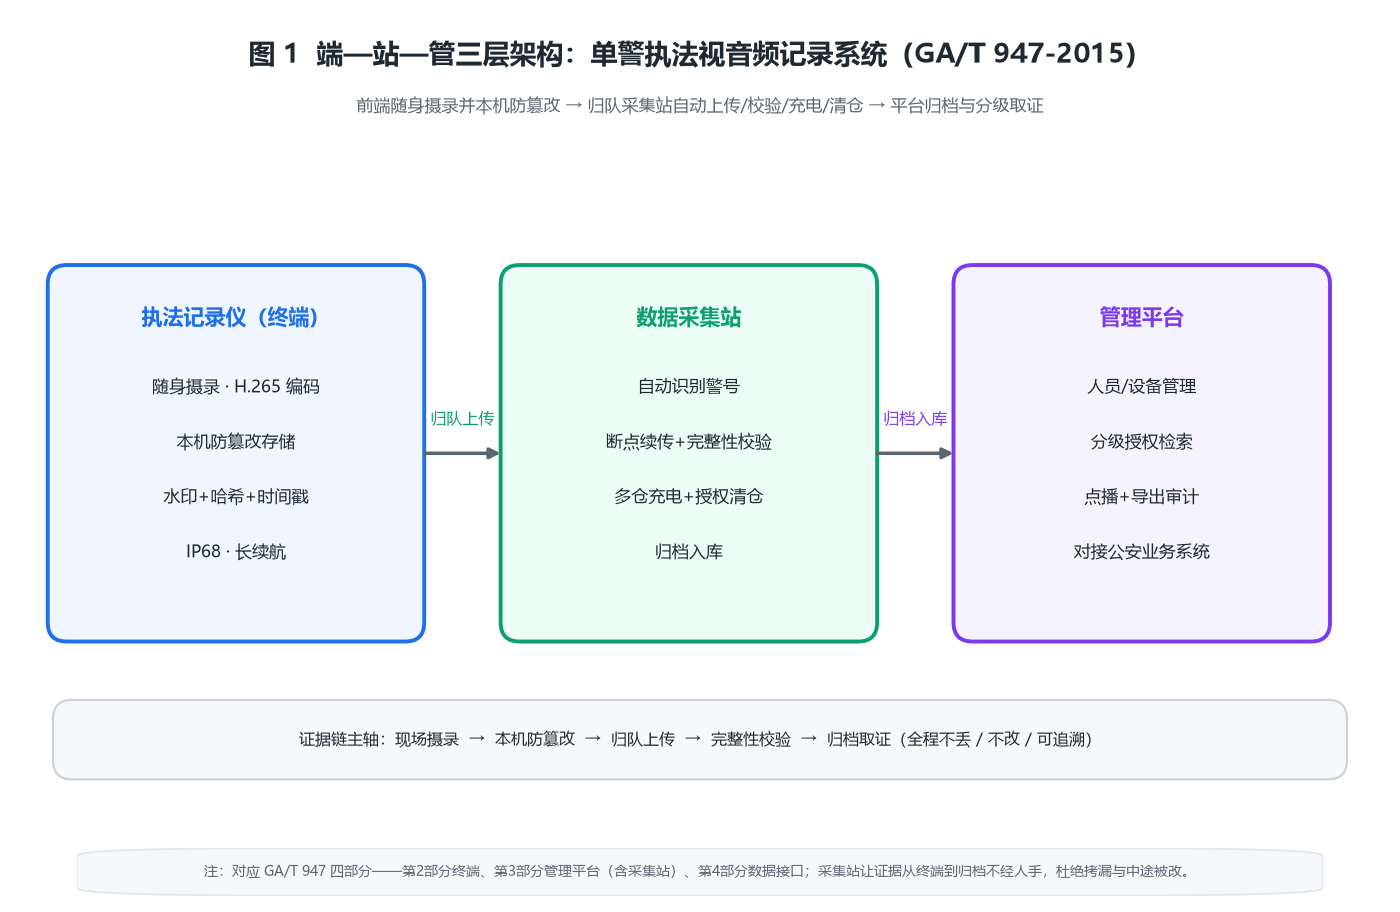 图 1 端—站—管三层架构：单警执法视音频记录系统（GA/T 947-2015）
前端随身摄录并本机防篡改 → 归队采集站自动上传/校验/充电/清仓 → 平台归档与分级取证
执法记录仪（终端）
随身摄录 · H.265 编码
本机防篡改存储
水印+哈希+时间戳
IP68 · 长续航
归队上传
数据采集站
自动识别警号
断点续传+完整性校验
多仓充电+授权清仓
归档入库
归档入库
管理平台
人员/设备管理
分级授权检索
点播+导出审计
对接公安业务系统
证据链主轴：现场摄录 → 本机防篡改 → 归队上传 → 完整性校验 → 归档取证（全程不丢 / 不改 / 可追溯）
注：对应 GA/T 947 四部分——第2部分终端、第3部分管理平台（含采集站）、第4部分数据接口；采集站让证据从终端到归档不经人手，杜绝拷漏与中途被改。